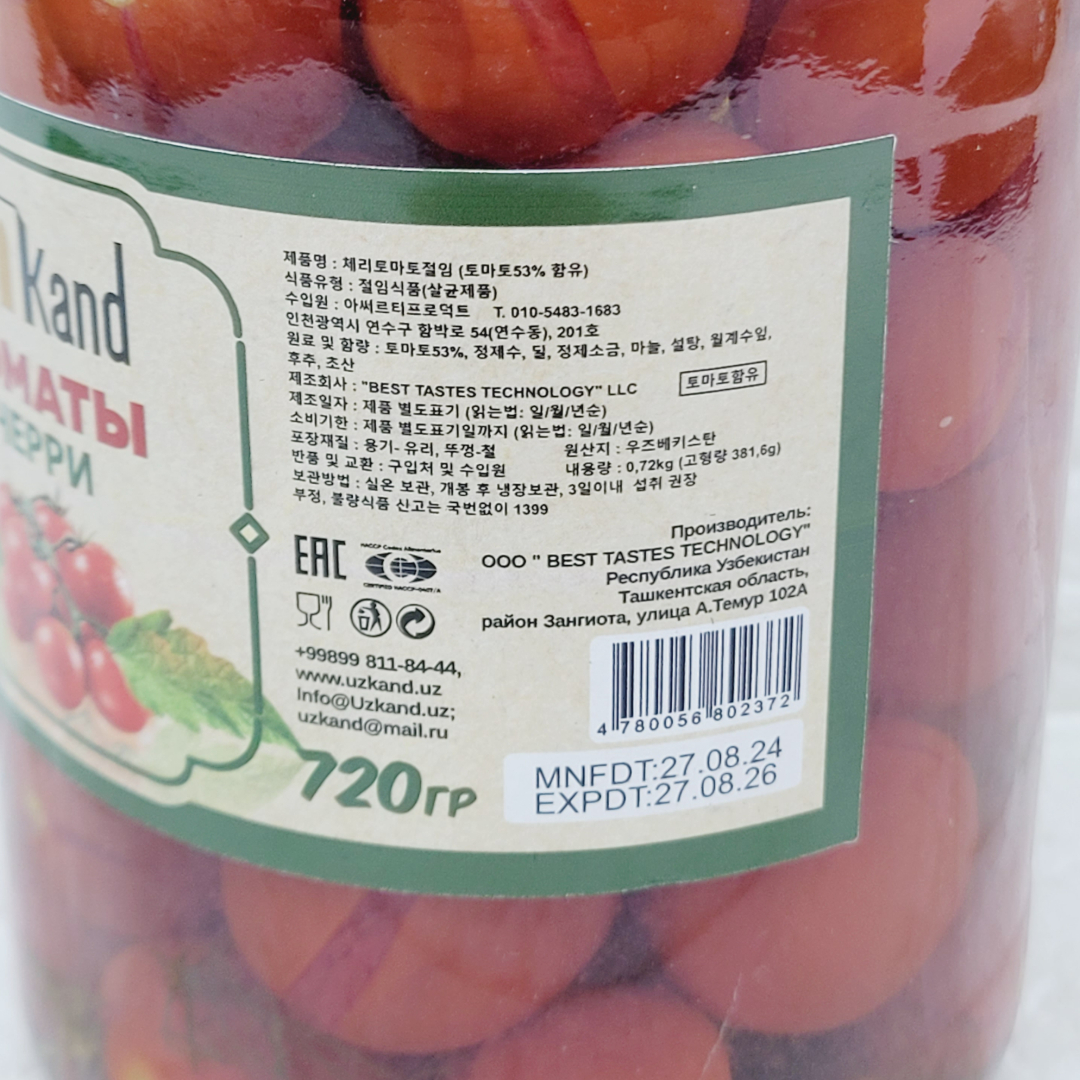 Kand
МАТЫ
ЧЕРРИ
제품명 : 체리토마토절임 (토마토53% 함유)
식품유형 : 절임식품(살균제품)
수입원 : 아써르티프로덕트 T. 010-5483-1683
인천광역시 연수구 함박로 54(연수동), 201호
원료 및 함량 : 토마토53%, 정제수, 딜, 정제소금, 마늘, 설탕, 월계수잎,
후추, 초산
제조회사 : "BEST TASTES TECHNOLOGY" LLC
토마토함유
제조일자 : 제품 별도표기 (읽는법: 일/월/년순)
소비기한 : 제품 별도표기일까지 (읽는법: 일/월/년순)
포장재질 : 용기- 유리, 뚜껑-철 원산지 : 우즈베키스탄
반품 및 교환 : 구입처 및 수입원 내용량 : 0,72kg (고형량 381,6g)
보관방법 : 실온 보관, 개봉 후 냉장보관, 3일이내 섭취 권장
부정, 불량식품 신고는 국번없이 1399
EAC
HACCP Codex Alimentarius
Производитель:
ООО " BEST TASTES TECHNOLOGY"
Республика Узбекистан
Ташкентская область,
район Зангиота, улица А.Темур 102А
+99899 811-84-44,
www.uzkand.uz
Info@Uzkand.uz;
uzkand@mail.ru
4 780056 802372
720гр
MNFDT:27.08.24
EXPDT:27.08.26